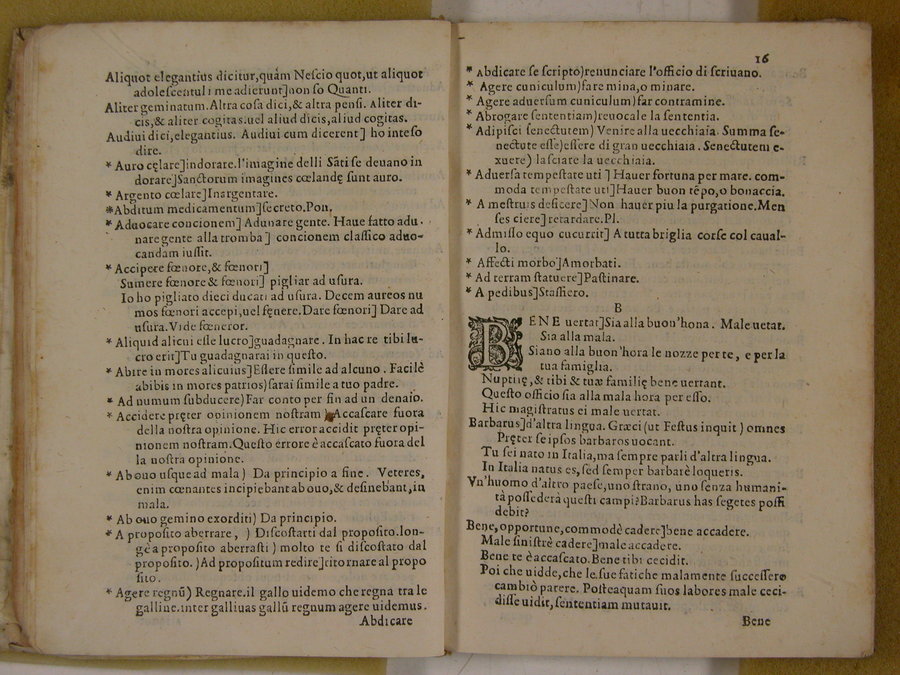 Aliquot elegantius dicitur,quàm Nescio quot,ut aliquot
adolescentuli me adierunt]non so Quanti.
Aliter geminatum.Altra cosa dici,& altra pensi. Aliter di-
cis,& aliter cogitas.uel aliud dicis,aliud cogitas.
Audiui dici,elegantius. Audiui cum dicerent] ho inteso
dire.
* Auro cęlare]indorare.l'imagine delli Sāti se deuano in
dorare]Sanctorum imagines cœlandę sunt auro.
* Argento cœlare]Inargentare.
*Abditum medicamentum]secreto.Pon.
* Aduocare concionem] Adunare gente. Haue fatto adu-
nare gente alla tromba] concionem classico aduo-
candam iussit.
* Accipere fœnore,& fœnori]
Sumere fœnore & fœnori] pigliar ad usura.
Io ho pigliato dieci ducati ad usura. Decem aureos nu
mos fœnori accepi,uel fęnere.Dare fœnori] Dare ad
usura.Vide fœneror.
* Aliquid alicui esse lucro]guadagnare. In hac re tibi lu-
cro erit]Tu guadagnarai in questo.
* Abire in mores alicuius]Essere simile ad alcuno. Facilè
abibis in mores patrios)sarai simile a tuo padre.
* Ad numum subducere)Far conto per fin ad un denaio.
* Accidere pręter opinionem nostram) Accascare fuora
della nostra opinione. Hic error accidit pręter opi-
nionem nostram.Questo errore è accascato fuora del
la nostra opinione.
* Ab ouo usque ad mala) Da principio a fine. Veteres,
enim cœnantes incipiebant ab ouo,& desinebant,in
mala.
* Ab ouo gemino exorditi) Da principio.
* A proposito aberrare, ) Discostarti dal proposito.lon-
gè a proposito aberrasti) molto te si discostato dal
proposito. )Ad propositum redire]ritornare al propo
sito.
* Agere regnū) Regnare.il gallo uidemo che regna tra le
galline.inter galliuas gallū regnum agere uidemus.
Abdicare
16
* Abdicare se scripto)renunciare l'officio di scriuano.
* Agere cuniculum)fare mina,o minare.
* Agere aduersum cuniculum)far contramine.
* Abrogare sententiam)reuocale la sententia.
* Adipisci senectutem) Venire alla uecchiaia. Summa se-
nectute esse)essere di gran uecchiaia. Senectutem e-
xuere) lasciare la uecchiaia.
* Aduersa tempestate uti ] Hauer fortuna per mare. com-
moda tempestate uti]Hauer buon tēpo,o bonaccia.
* A mestruis desicere]Non hauer piu la purgatione.Men
ses ciere] retardare.Pl.
* Admisso equo cucurrit] A tutta briglia corse col caual-
lo.
* Affecti morbo]Amorbati.
* Ad terram statuere]Pastinare.
* A pedibus]Staffiero.
B
BENE uertat]Sia alla buon'hona. Male uetat.
Sia alla mala.
Siano alla buon'hora le nozze per te, e per la
tua famiglia.
Nuptię,& tibi & tuæ familię bene uertant.
Questo officio sia alla mala hora per esso.
Hic magistratus ei male uertat.
Barbarus]d'altra lingua. Græci (ut Festus inquit) omnes
Pręter se ipsos barbaros uocant.
Tu sei nato in Italia,ma sempre parli d'altra lingua.
In Italia natus es,sed semper barbarè loqueris.
Vn'huomo d'altro paese,uno strano, uno senza humani-
tà possederà questi campi?Barbarus has segetes possi
debit?
Bene,opportune,commodè cadere]bene accadere.
Male sinistrè cadere]male accadere.
Bene te è accascato.Bene tibi cecidit.
Poi che uidde,che le.sue fatiche malamente successero
cambiò parere. Posteaquam suos labores male ceci-
disse uidit,sententiam mutauit.
Bene